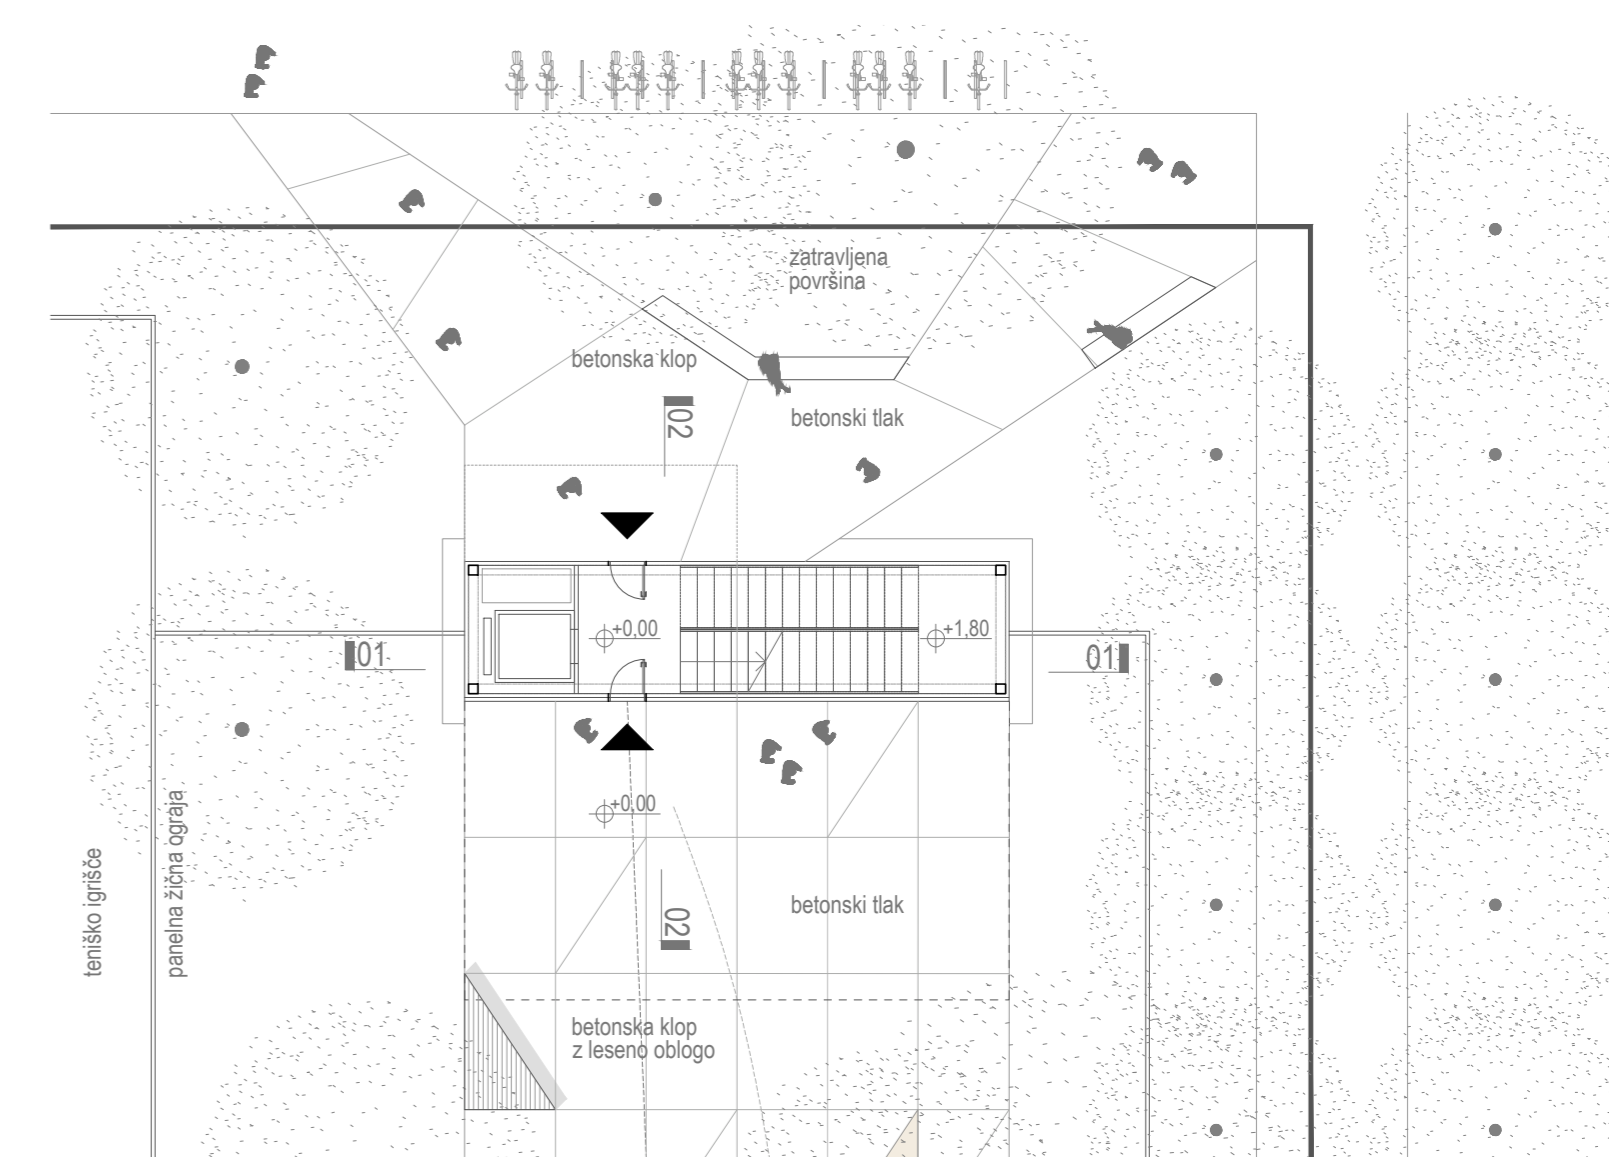 zatravljena
površina
betonska klop
02
betonski tlak
+0,00
+1,80
01
01
+0,00
teniško igrišče
panelna žična ograja
betonski tlak
02
betonska klop
z leseno oblogo